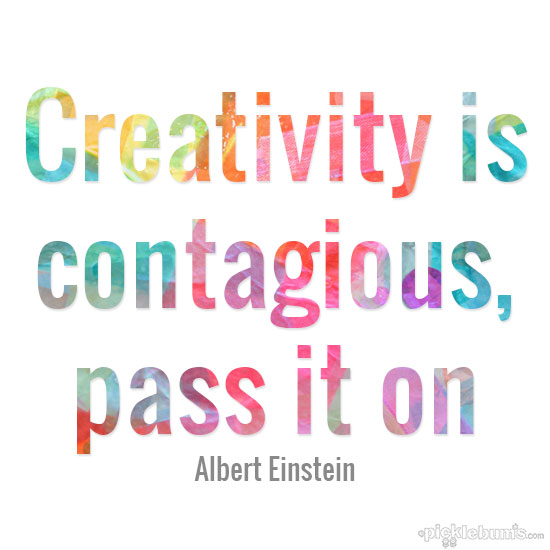 Creativity is
contagious,
pass it on
Albert Einstein
picklebums.com